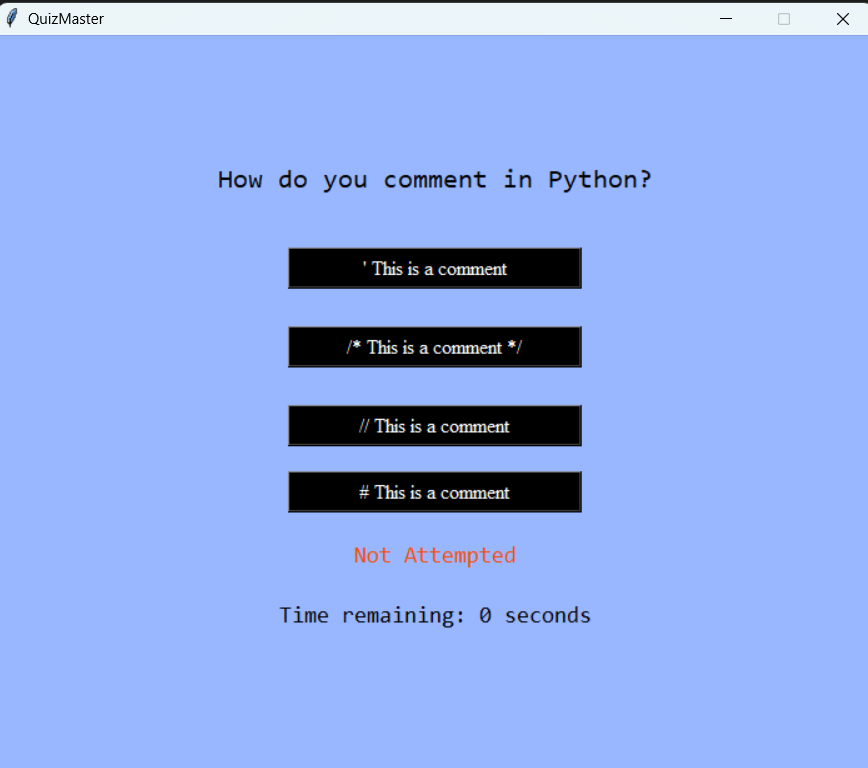 QuizMaster
How do you comment in Python?
' This is a comment
/* This is a comment */
// This is a comment
# This is a comment
Not Attempted
Time remaining: 0 seconds